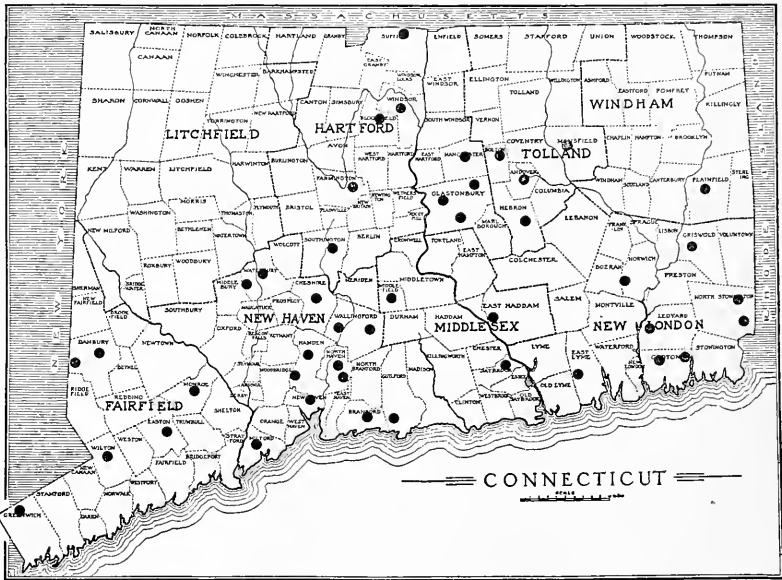 MASSACHUSETTS
SALISBURY NORTH CANAAN NORFOLK COLEBROOK HARTLAND GRANBY SUFFI ENFIELD SOMERS STAFFORD UNION WOODSTOCK THOMPSON
CANAAN EAST GRANBY
WINDSOR LOCKS
WINCHESTER BARKHAMSTED EAST WINDSOR ELLINGTON WILLINGTON ASHFORD EASTFORD POMFREY PUTNAM
TOLLAND
SHARON CORNWALL GOSHEN CANTON SIMSBURY WINDSOR WINDHAM KILLINGLY
TORRINGTON NEW HARTFORD BLOOMFIELD SOUTH WINDSOR VERNON
LITCHFIELD HARTFORD COVENTRY MANSFIELD CHAPLIN HAMPTON BROOKLYN
AVON
KENT WARREN LITCHFIELD HARWINTON BURLINGTON WEST HARTFORD HARTFORD EAST HARTFORD MANCHESTER BOLTON TOLLAND
ANDOVER
FARMINGTON WINDHAM SCOTLAND CANTERBURY PLAINFIELD STERLING
NEWINGTON WETHERSFIELD GLASTONBURY COLUMBIA
MORRIS
WASHINGTON THOMASTON PLYMOUTH BRISTOL PLAINVILLE NEW BRITAIN ROCKY HILL HEBRON LEBANON
NEW MILFORD BETHLEHEM WATERTOWN MARLBOROUGH FRANKLIN SPRAGUE LISBON GRISWOLD VOLUNTOWN
WOLCOTT SOUTHINGTON BERLIN CROMWELL PORTLAND
EAST HAMPTON
ROXBURY WOODBURY COLCHESTER BOZRAH NORWICH
PRESTON
SHERMAN BRIDGEWATER MIDDLEBURY WATERBURY CHESHIRE MERIDEN MIDDLEFIELD MIDDLETOWN
NEW FAIRFIELD
NORTH STONINGTON
SOUTHBURY NAUGATUCK PROSPECT EAST HADDAM SALEM MONTVILLE
BROOKFIELD OXFORD NEW HAVEN WALLINGFORD DURHAM HADDAM MIDDLESEX NEW LONDON LEDYARD
BEACON FALLS BETHANY
DANBURY NEWTOWN HAMDEN KILLINGWORTH CHESTER LYME EAST LYME WATERFORD GROTON STONINGTON
BETHEL SEYMOUR WOODBRIDGE NORTH HAVEN NORTH BRANFORD GUILFORD MADISON SAYBROOK
ESSEX NEW LONDON
RIDGEFIELD REDDING MONROE ANSONIA DERBY EAST HAVEN OLD LYME
WESTBROOK OLD SAYBROOK
FAIRFIELD SHELTON NEW HAVEN CLINTON
EASTON TRUMBULL ORANGE WEST HAVEN BRANFORD
WESTON STRATFORD MILFORD
WILTON FAIRFIELD BRIDGEPORT
NEW CANAAN
WESTPORT
STAMFORD NORWALK
GREENWICH DARIEN
CONNECTICUT
SCALE
NEW YORK
RHODE ISLAND